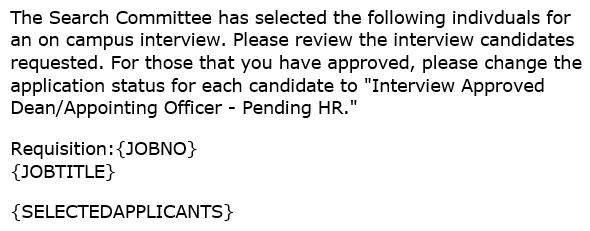 The Search Committee has selected the following indivduals for
an on campus interview. Please review the interview candidates
requested. For those that you have approved, please change the
application status for each candidate to "Interview Approved
Dean/Appointing Officer - Pending HR."
Requisition:{JOBNO}
{JOBTITLE}
{SELECTEDAPPLICANTS}